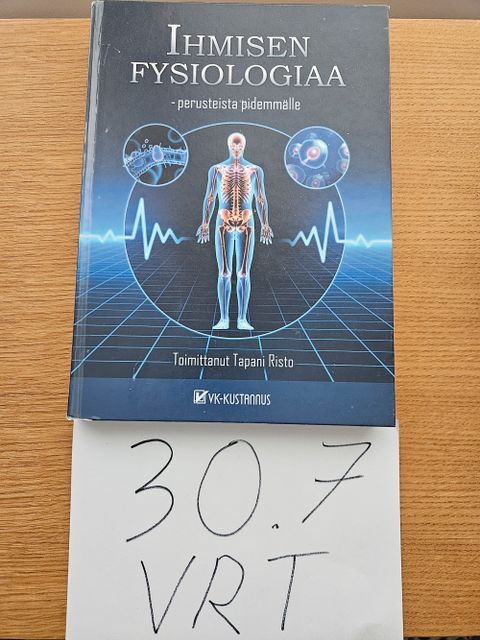 IHMISEN
FYSIOLOGIAA
- perusteista pidemmälle
Toimittanut Tapani Risto
VK-KUSTANNUS
30.7
VRT